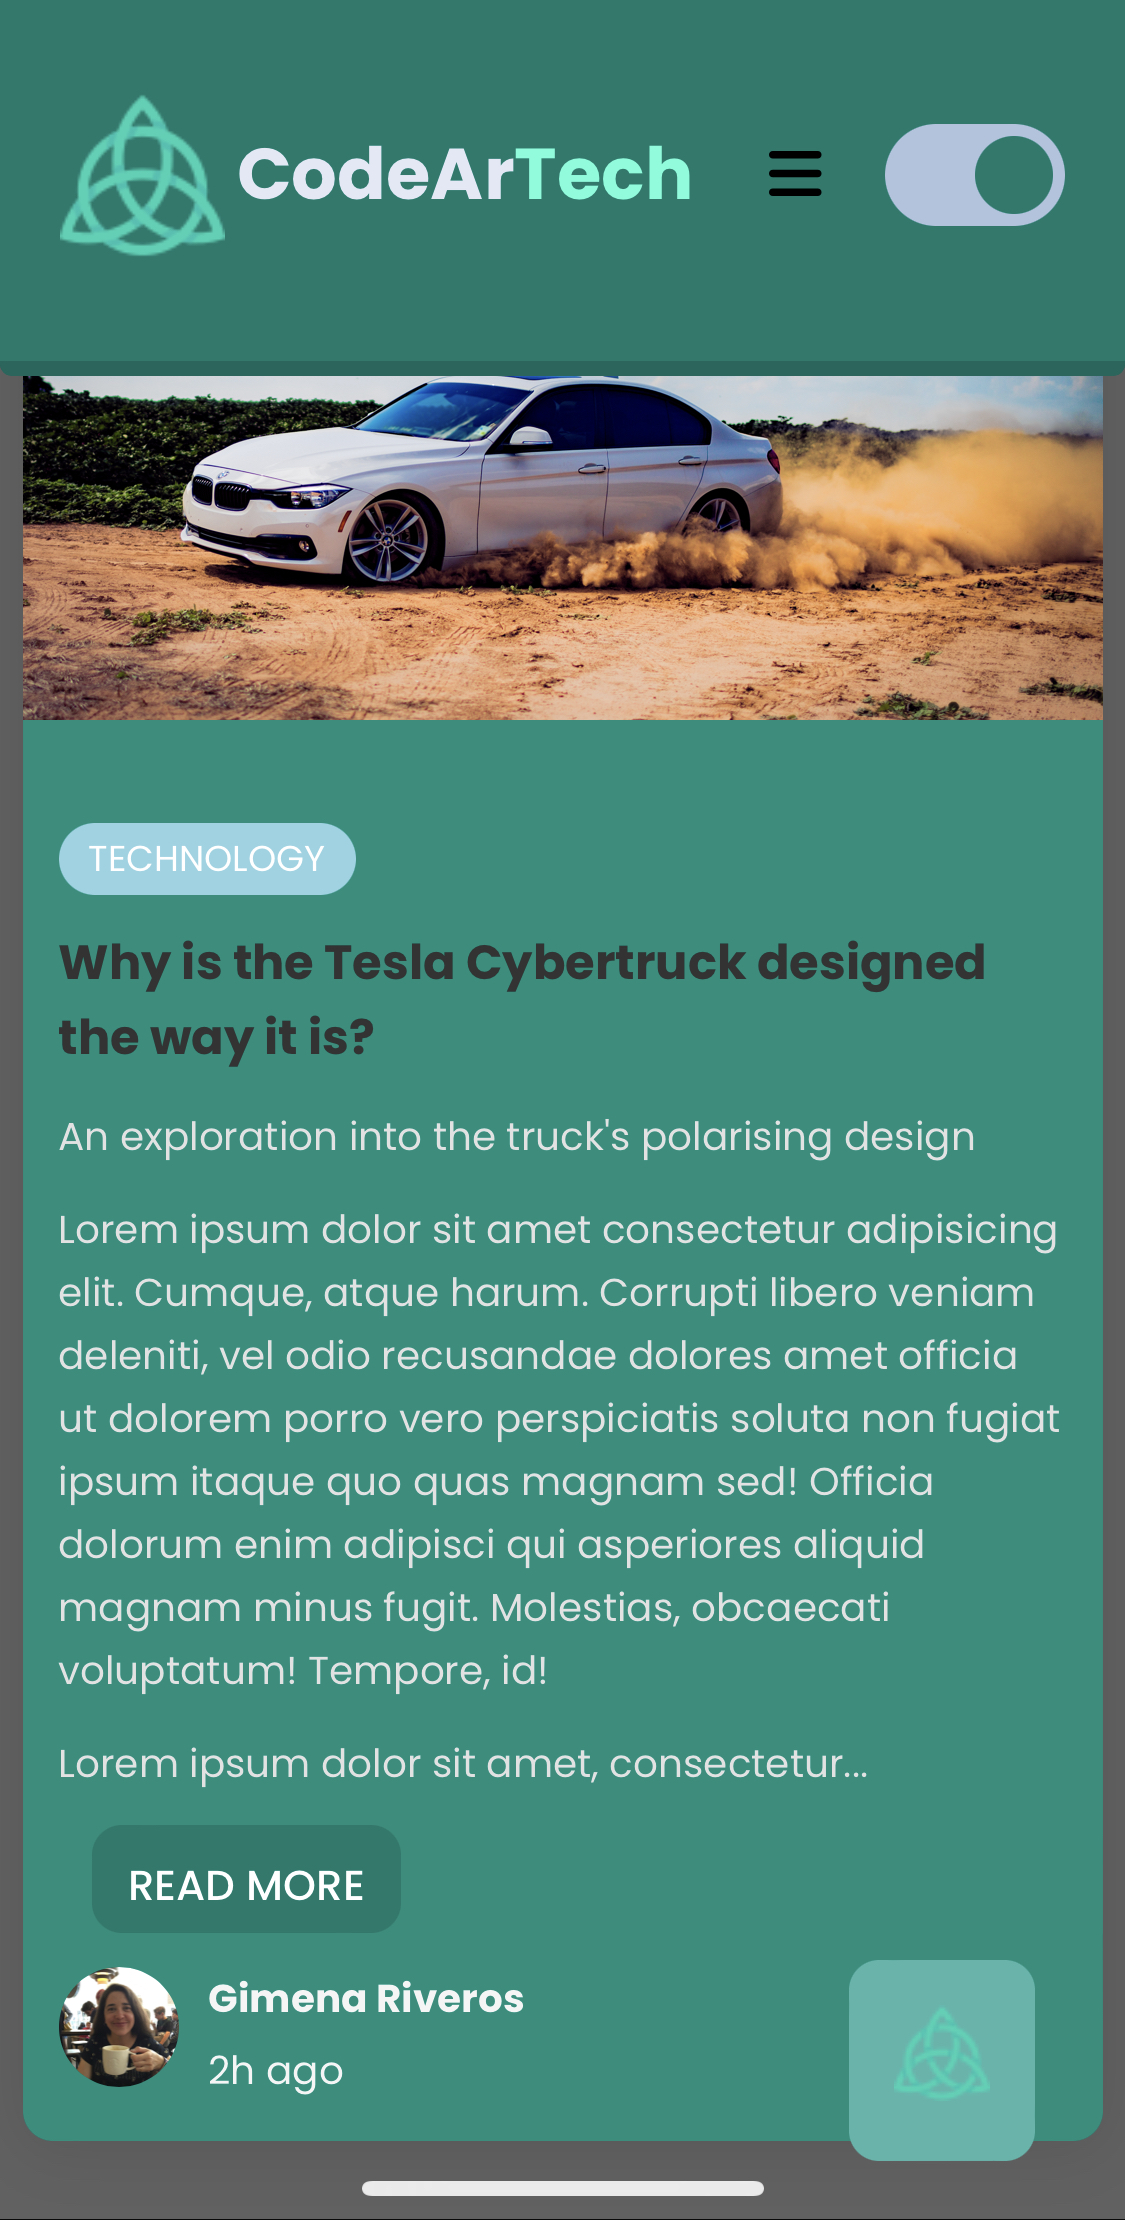 CodeArTech
TECHNOLOGY
Why is the Tesla Cybertruck designed
the way it is?
An exploration into the truck's polarising design
Lorem ipsum dolor sit amet consectetur adipisicing
elit. Cumque, atque harum. Corrupti libero veniam
deleniti, vel odio recusandae dolores amet officia
ut dolorem porro vero perspiciatis soluta non fugiat
ipsum itaque quo quas magnam sed! Officia
dolorum enim adipisci qui asperiores aliquid
magnam minus fugit. Molestias, obcaecati
voluptatum! Tempore, id!
Lorem ipsum dolor sit amet, consectetur...
READ MORE
Gimena Riveros
2h ago